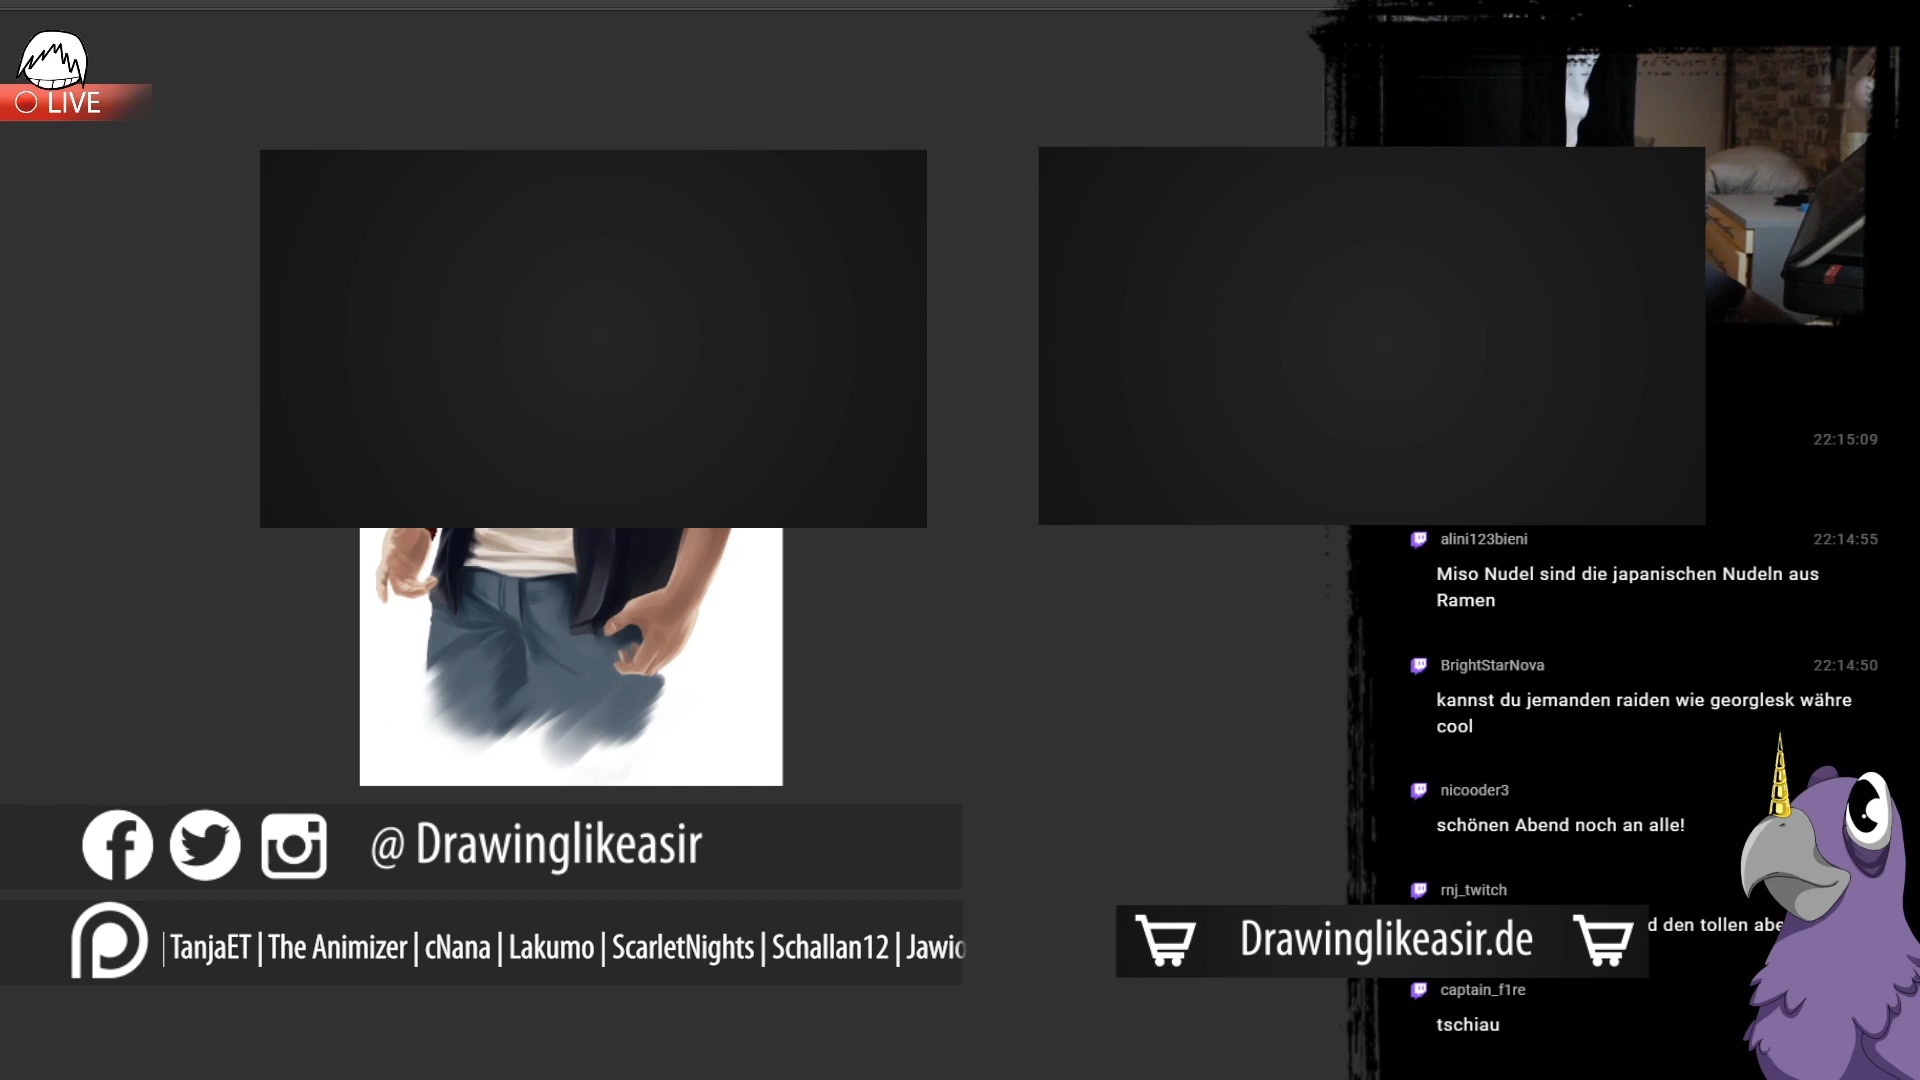 LIVE
22:15:09
alini123bieni 22:14:55
Miso Nudel sind die japanischen Nudeln aus
Ramen
BrightStarNova 22:14:50
kannst du jemanden raiden wie georglesk währe
cool
nicooder3
schönen Abend noch an alle!
rnj_twitch
d den tollen abe
captain_f1re
tschiau
@ Drawinglikeasir
| TanjaET | The Animizer | cNana | Lakumo | ScarletNights | Schallan12 | Jawio
Drawinglikeasir.de